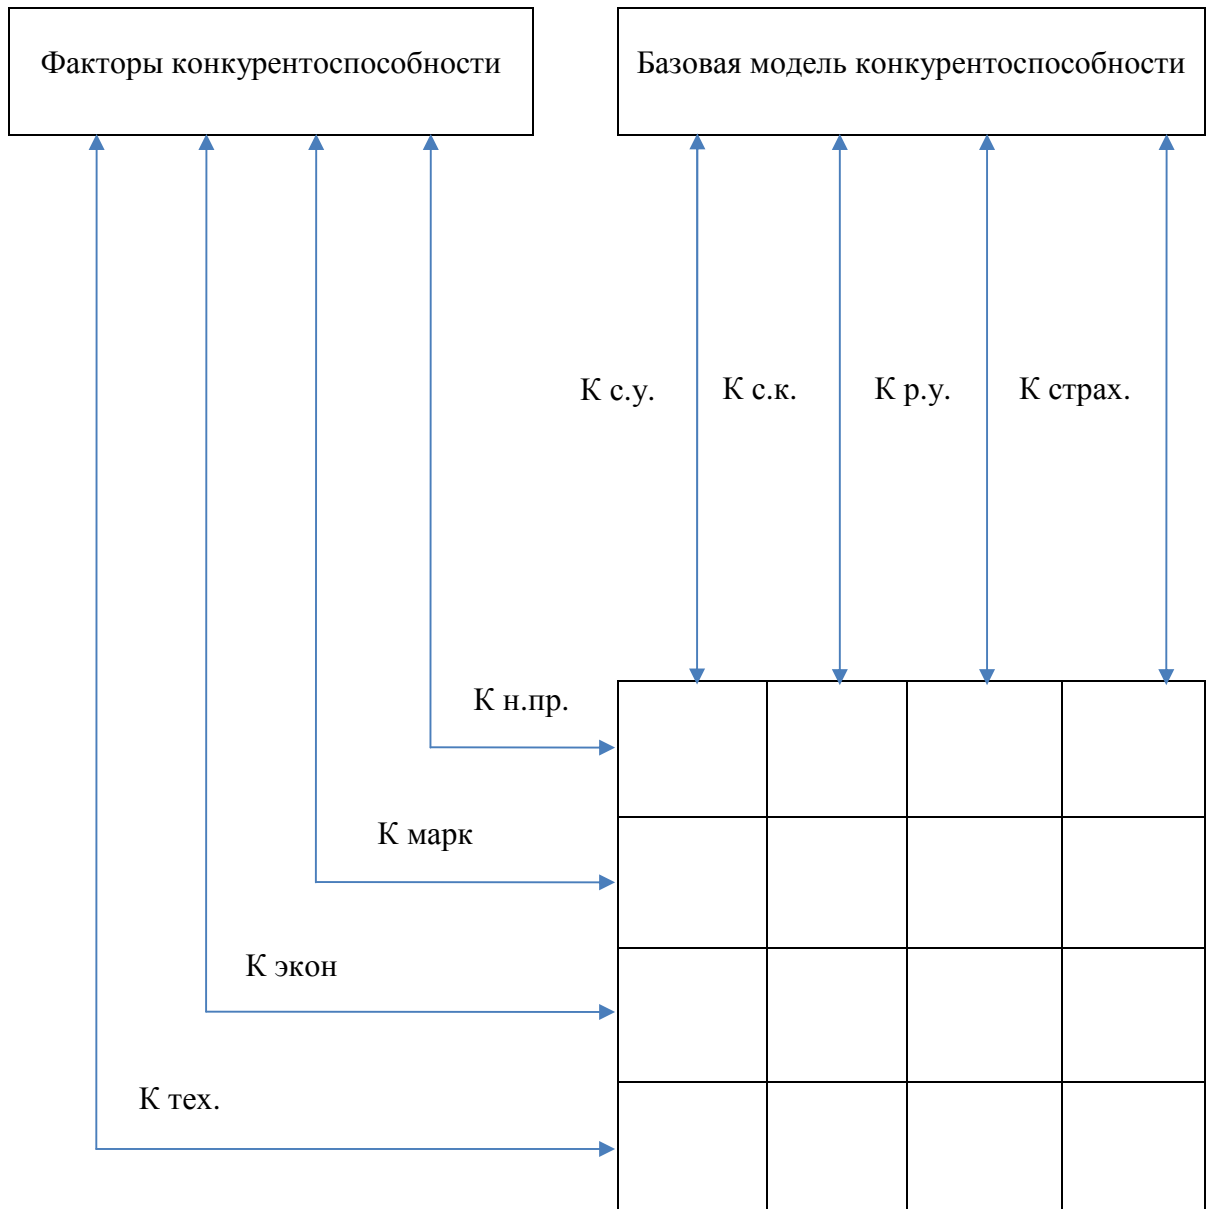 Факторы конкурентоспособности
Базовая модель конкурентоспособности
К с.у.
К с.к.
К р.у.
К страх.
К н.пр.
К марк
К экон
К тех.